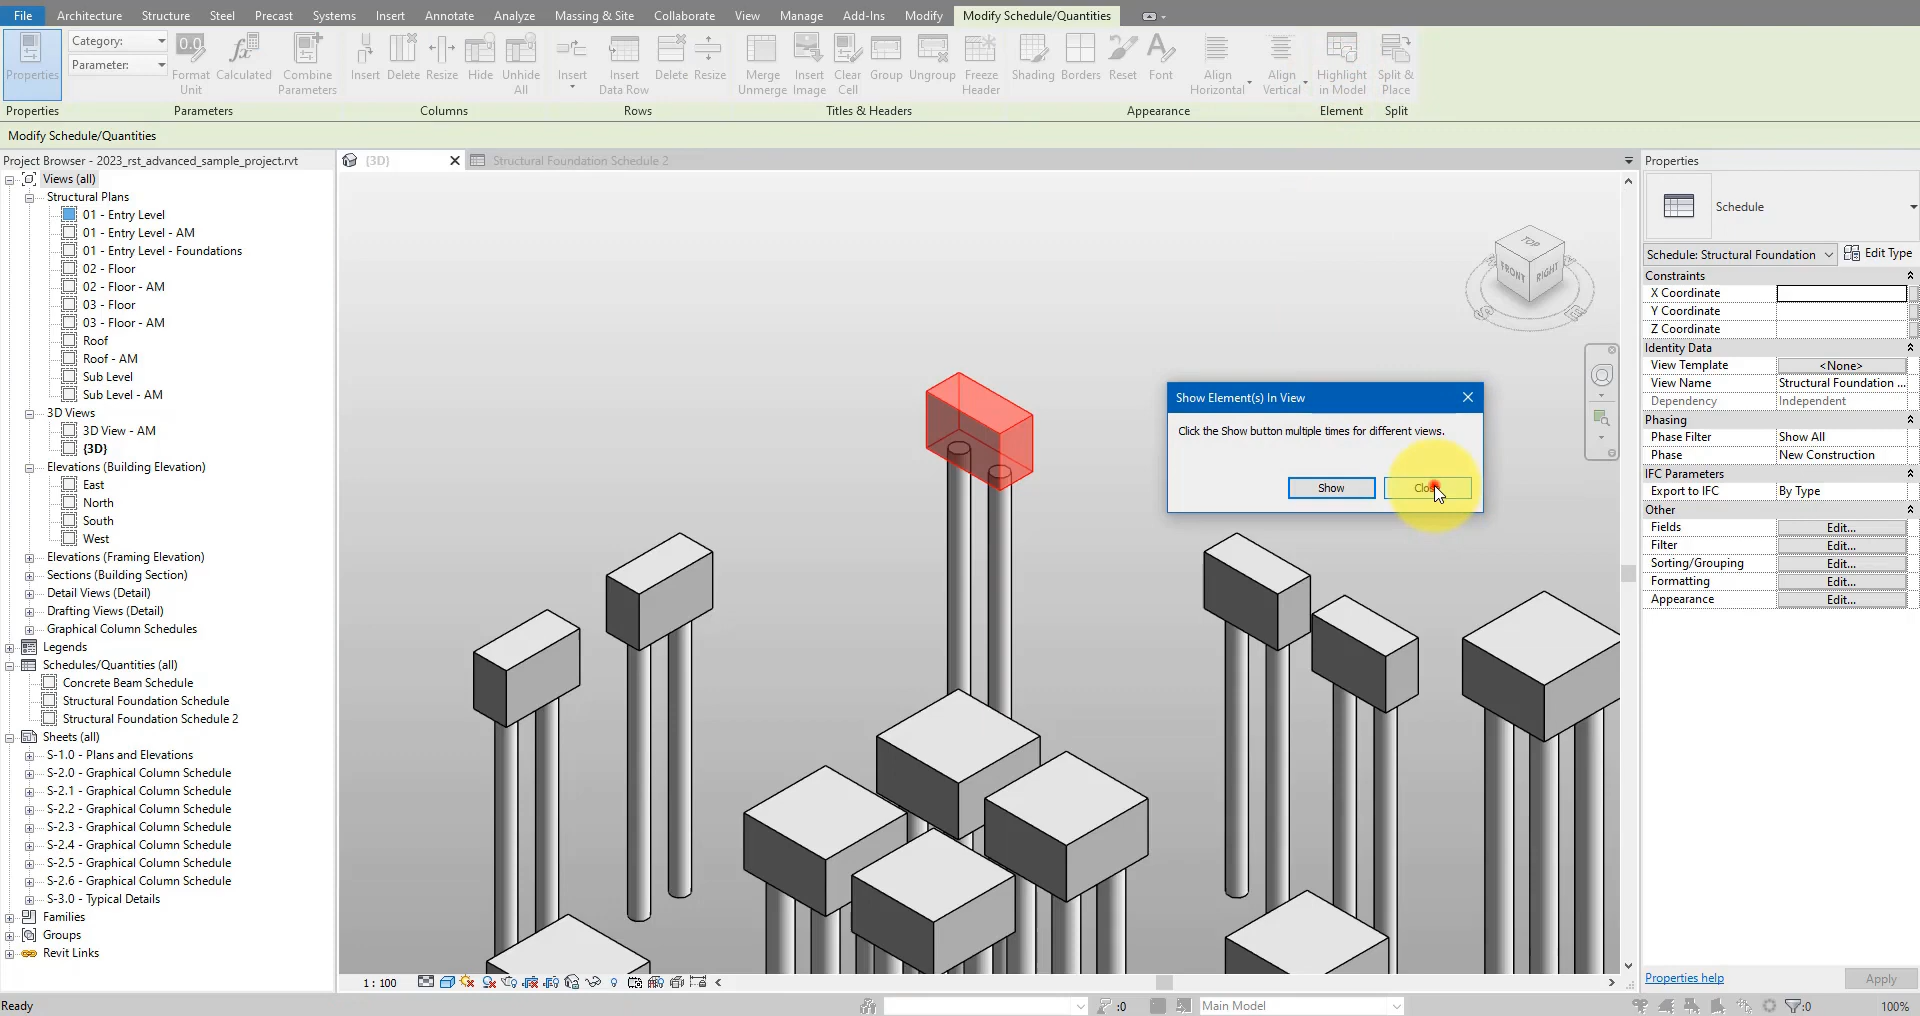 File Architecture Structure Steel Precast Systems Insert Annotate Analyze Massing & Site Collaborate View Manage Add-Ins Modify Modify Schedule/Quantities
Properties
Category:
Parameter:
Format Unit
Calculated
Combine Parameters
Insert
Delete
Resize
Hide
Unhide All
Insert
Insert Data Row
Delete
Resize
Merge Unmerge
Insert Image
Clear Cell
Group
Ungroup
Freeze Header
Shading
Borders
Reset
Font
Align Horizontal
Align Vertical
Highlight in Model
Split & Place
Properties Parameters Columns Rows Titles & Headers Appearance Element Split
Modify Schedule/Quantities
Project Browser - 2023_rst_advanced_sample_project.rvt
Views (all)
Structural Plans
01 - Entry Level
01 - Entry Level - AM
01 - Entry Level - Foundations
02 - Floor
02 - Floor - AM
03 - Floor
03 - Floor - AM
Roof
Roof - AM
Sub Level
Sub Level - AM
3D Views
3D View - AM
{3D}
Elevations (Building Elevation)
East
North
South
West
Elevations (Framing Elevation)
Sections (Building Section)
Detail Views (Detail)
Drafting Views (Detail)
Graphical Column Schedules
Legends
Schedules/Quantities (all)
Concrete Beam Schedule
Structural Foundation Schedule
Structural Foundation Schedule 2
Sheets (all)
S-1.0 - Plans and Elevations
S-2.0 - Graphical Column Schedule
S-2.1 - Graphical Column Schedule
S-2.2 - Graphical Column Schedule
S-2.3 - Graphical Column Schedule
S-2.4 - Graphical Column Schedule
S-2.5 - Graphical Column Schedule
S-2.6 - Graphical Column Schedule
S-3.0 - Typical Details
Families
Groups
Revit Links
{3D}
Structural Foundation Schedule 2
TOP
FRONT
RIGHT
Show Element(s) In View
Click the Show button multiple times for different views.
Show
1 : 100
Properties
Schedule
Schedule: Structural Foundation
Edit Type
Constraints
X Coordinate
Y Coordinate
Z Coordinate
Identity Data
View Template <None>
View Name Structural Foundation ...
Dependency Independent
Phasing
Phase Filter Show All
Phase New Construction
IFC Parameters
Export to IFC By Type
Other
Fields Edit...
Filter Edit...
Sorting/Grouping Edit...
Formatting Edit...
Appearance Edit...
Properties help
Apply
Ready
:0
Main Model
:0
100%